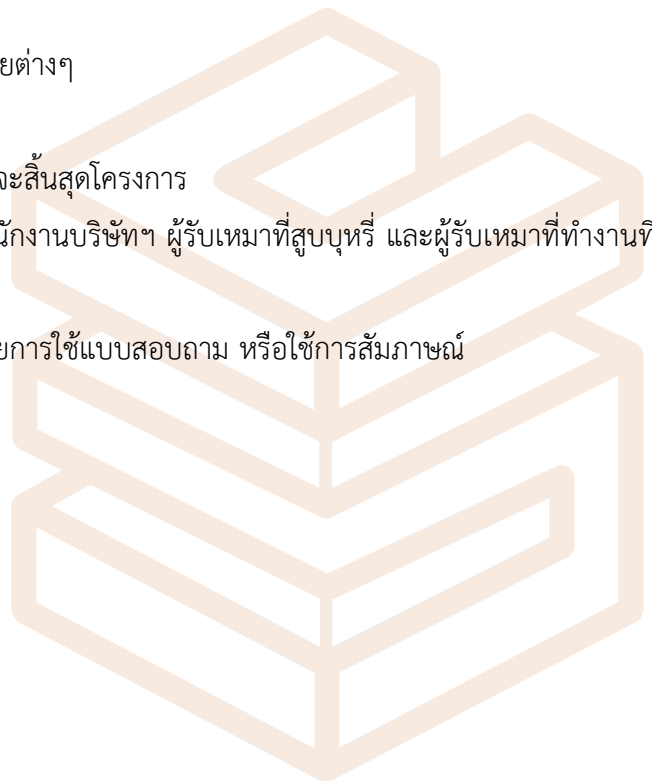 ยต่างๆ
จะสิ้นสุดโครงการ
นักงานบริษัทฯ ผู้รับเหมาที่สูบบุหรี่ และผู้รับเหมาที่ทำงานที
ยการใช้แบบสอบถาม หรือใช้การสัมภาษณ์